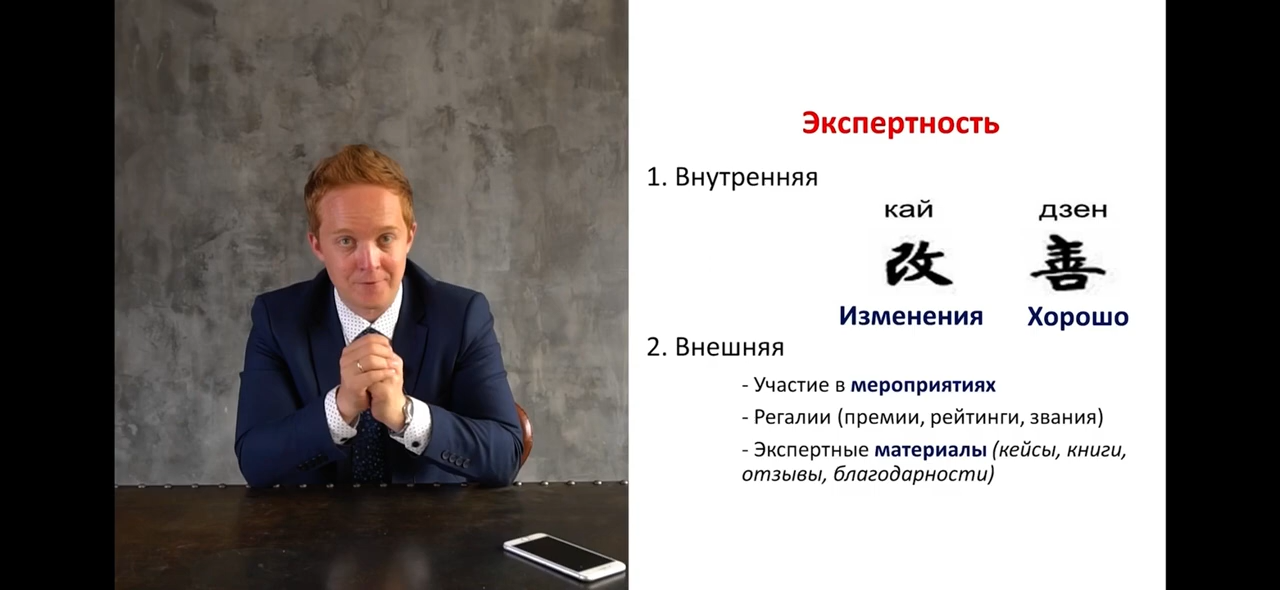 Экспертность
1. Внутренняя
кай дзен
改 善
Изменения Хорошо
2. Внешняя
- Участие в мероприятиях
- Регалии (премии, рейтинги, звания)
- Экспертные материалы (кейсы, книги,
отзывы, благодарности)